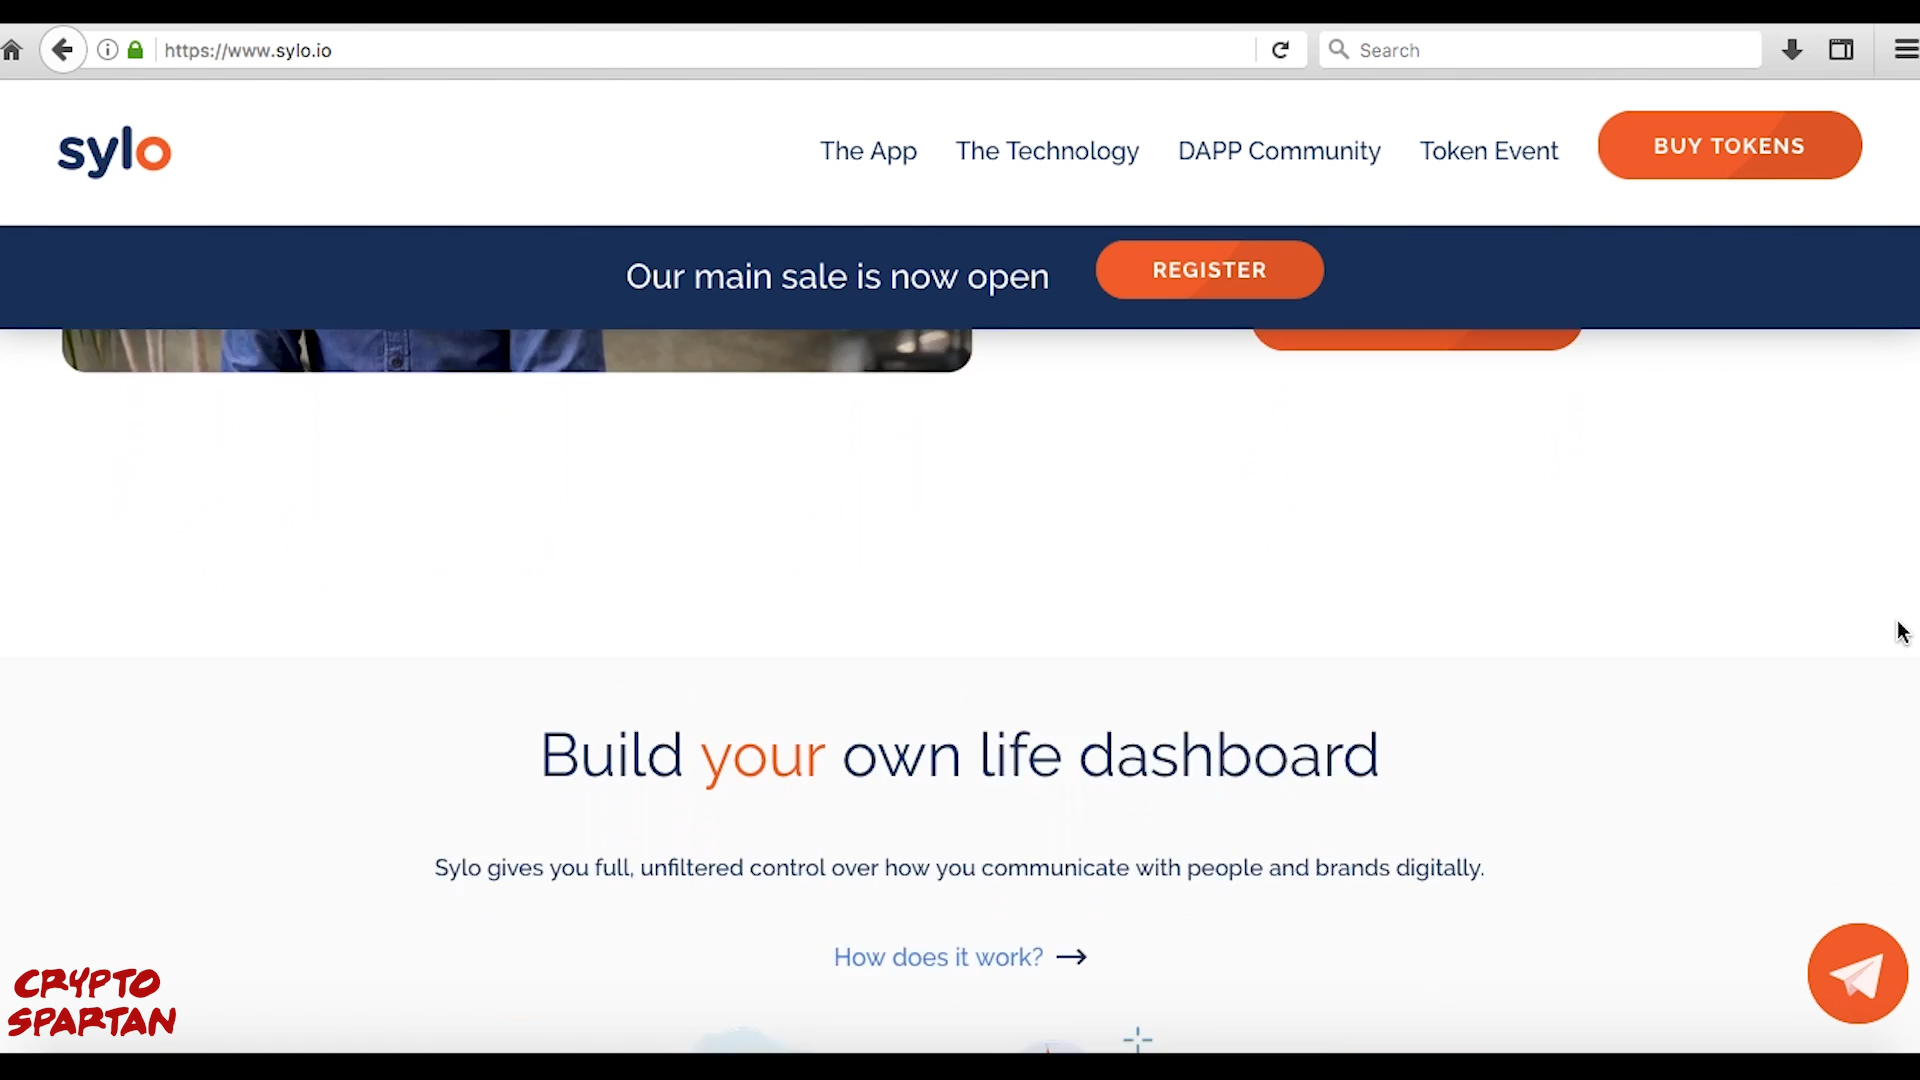 https://www.sylo.io
Search
sylo
The App
The Technology
DAPP Community
Token Event
BUY TOKENS
Our main sale is now open
REGISTER
Build your own life dashboard
Sylo gives you full, unfiltered control over how you communicate with people and brands digitally.
How does it work?
CRYPTO
SPARTAN